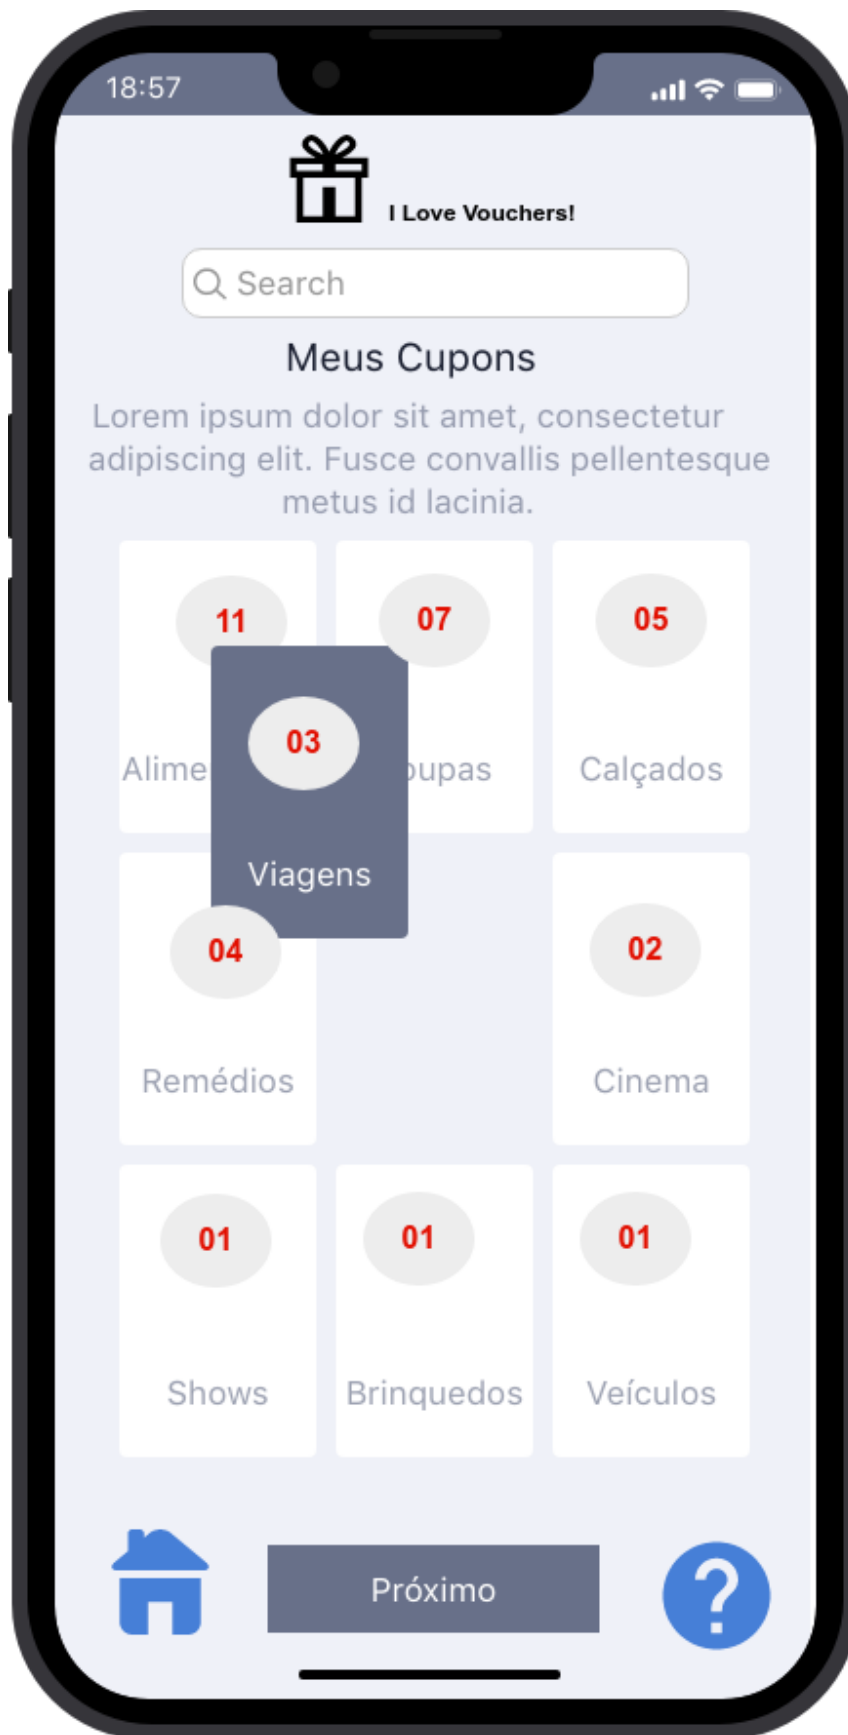 18:57
I Love Vouchers!
Search
Meus Cupons
Lorem ipsum dolor sit amet, consectetur
adipiscing elit. Fusce convallis pellentesque
metus id lacinia.
11
07
05
03
Calçados
Viagens
04
02
Remédios
Cinema
01
01
01
Shows
Brinquedos
Veículos
Próximo